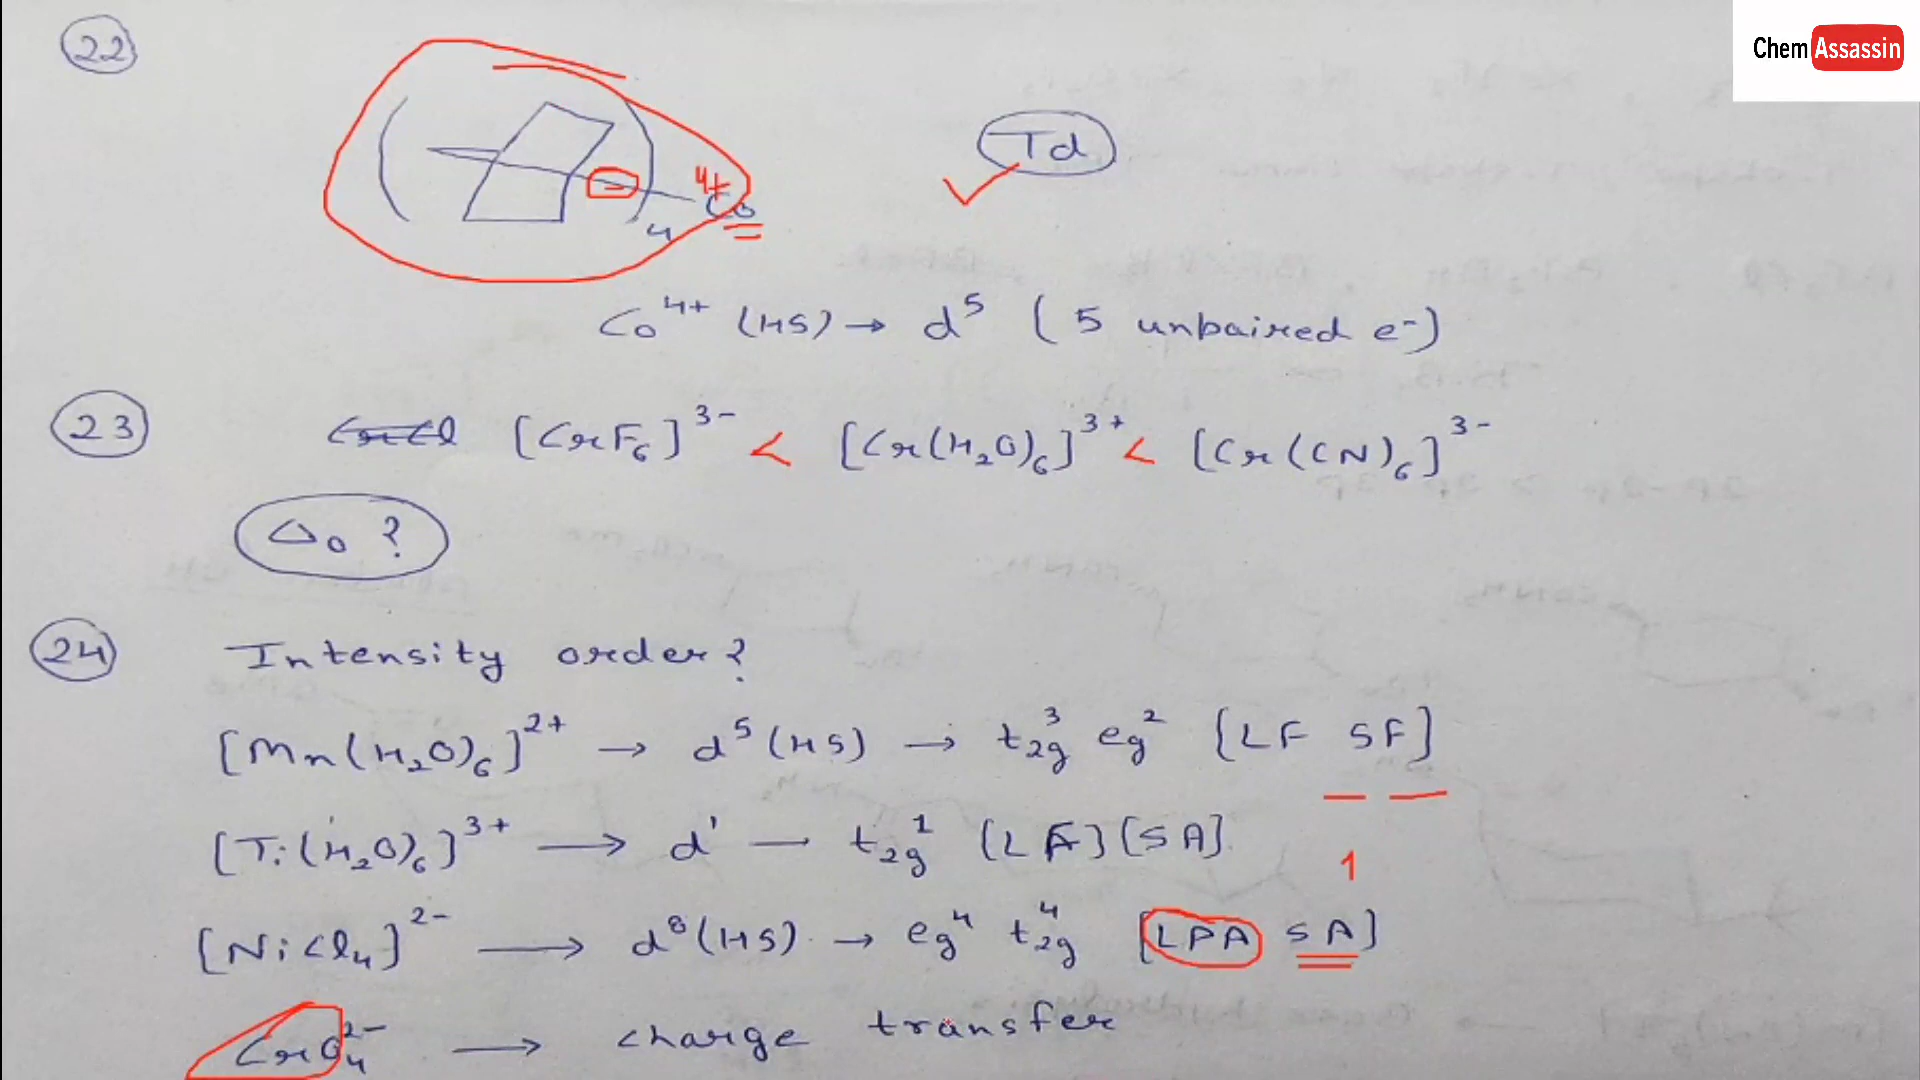 Chem Assassin
22
Td
4+
Co
4
Co⁴⁺ (HS) → d⁵ ( 5 unpaired e⁻)
23 [CrF₆]³⁻ < [Cr(H₂O)₆]³⁺ < [Cr(CN)₆]³⁻
Δ₀ ?
24 Intensity order?
[Mn(H₂O)₆]²⁺ → d⁵ (HS) → t₂g³ eg² [LF SF]
[Ti(H₂O)₆]³⁺ → d¹ — t₂g¹ (LA) (SA).
1
[NiCl₄]²⁻ → d⁸ (HS). → eg⁴ t₂g⁴ [LPA SA]
CrO₄²⁻ → charge transfer